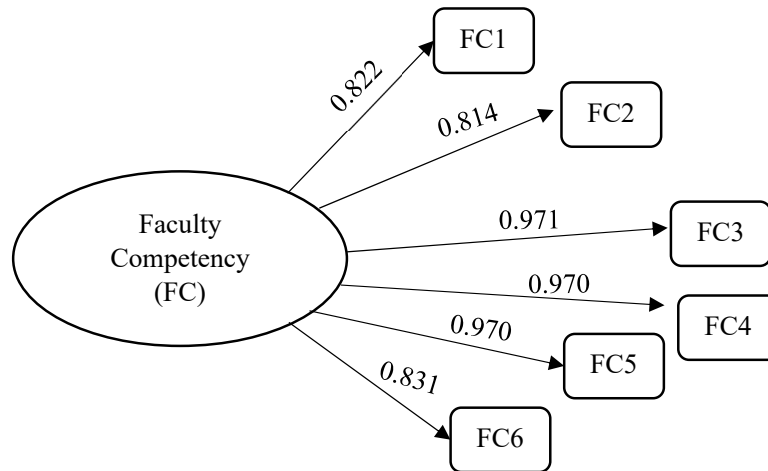 FC1
0.822
FC2
0.814
Faculty
Competency
(FC)
0.971
FC3
0.970
FC4
0.970
FC5
0.831
FC6